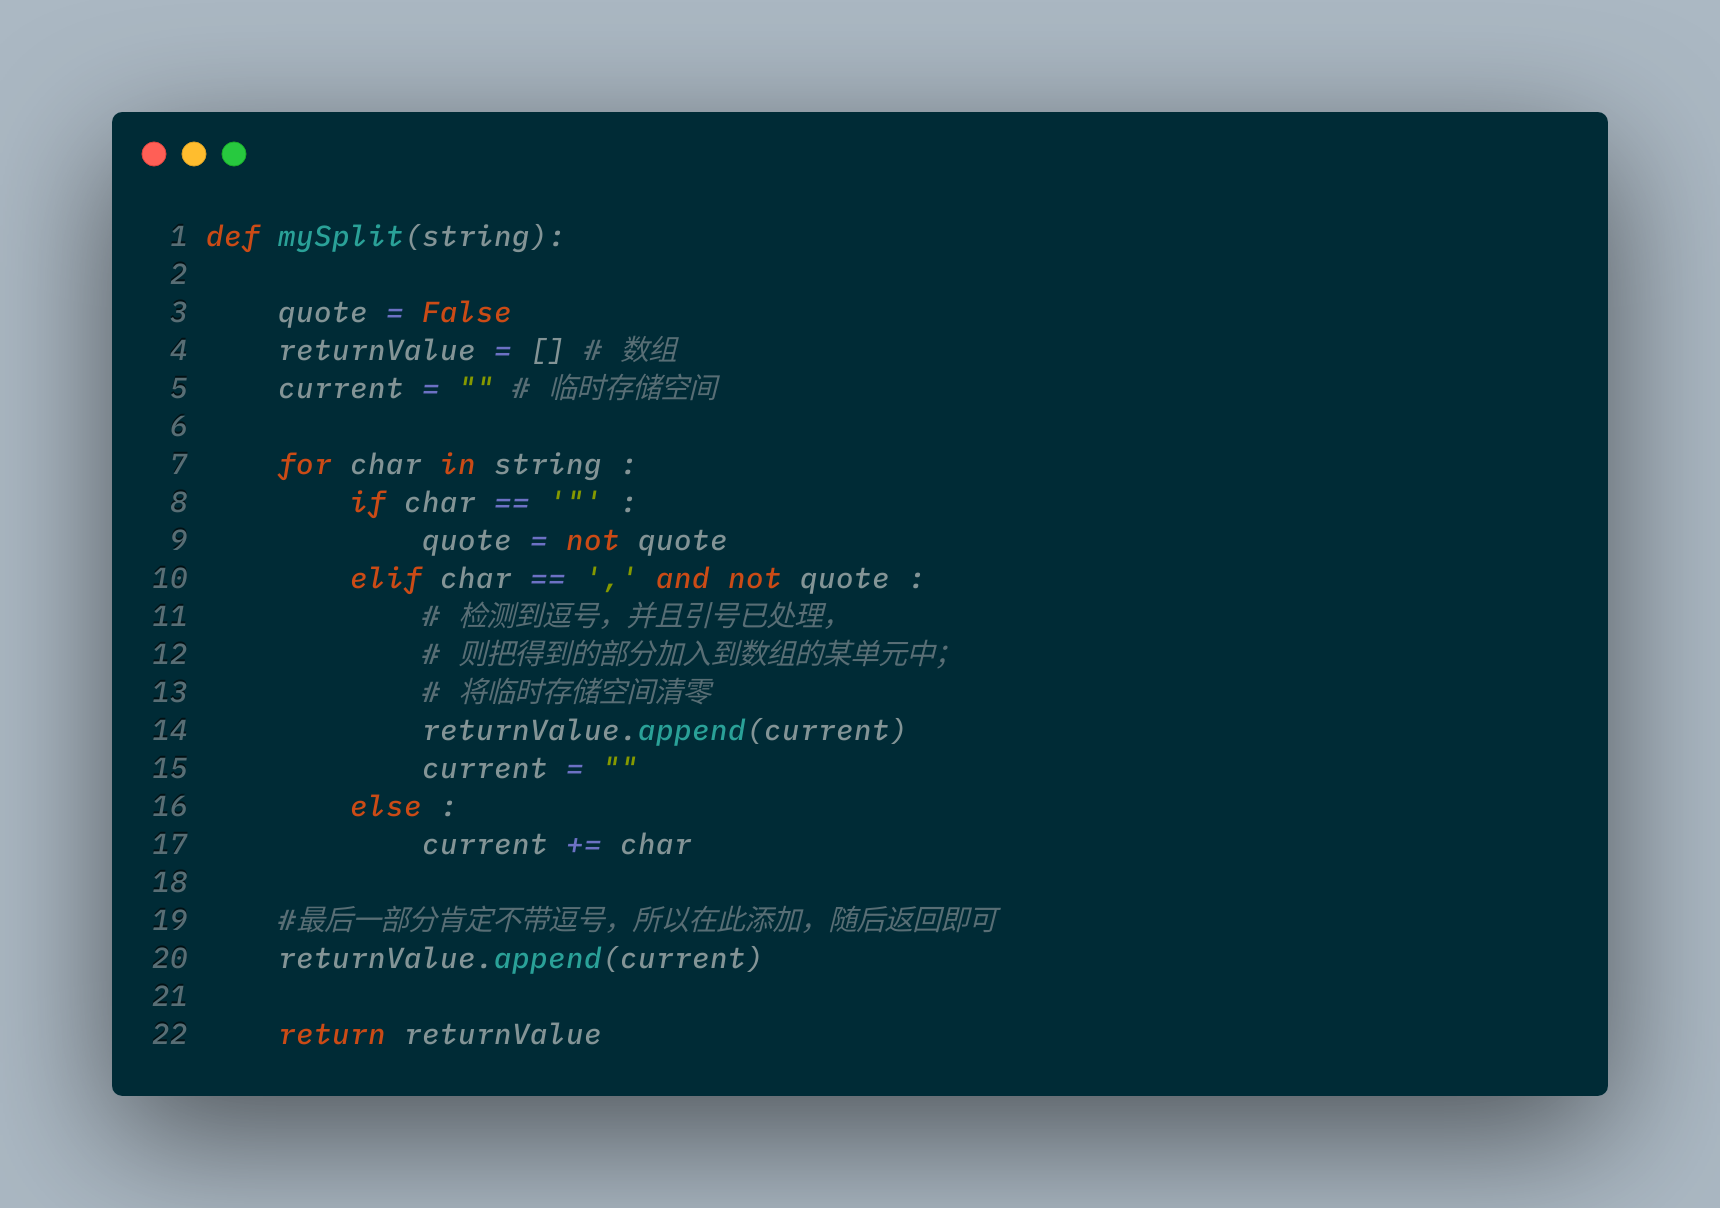 1 def mySplit(string):
2
3     quote = False
4     returnValue = [] # 数组
5     current = "" # 临时存储空间
6
7     for char in string :
8         if char == '"' :
9             quote = not quote
10         elif char == ',' and not quote :
11             # 检测到逗号，并且引号已处理，
12             # 则把得到的部分加入到数组的某单元中；
13             # 将临时存储空间清零
14             returnValue.append(current)
15             current = ""
16         else :
17             current += char
18
19     #最后一部分肯定不带逗号，所以在此添加，随后返回即可
20     returnValue.append(current)
21
22     return returnValue